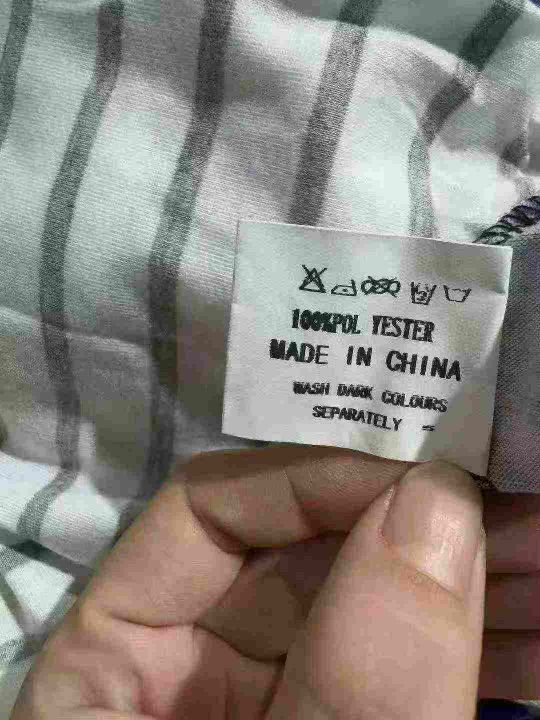 100%POL YESTER
MADE IN CHINA
WASH DARK COLOURS
SEPARATELY